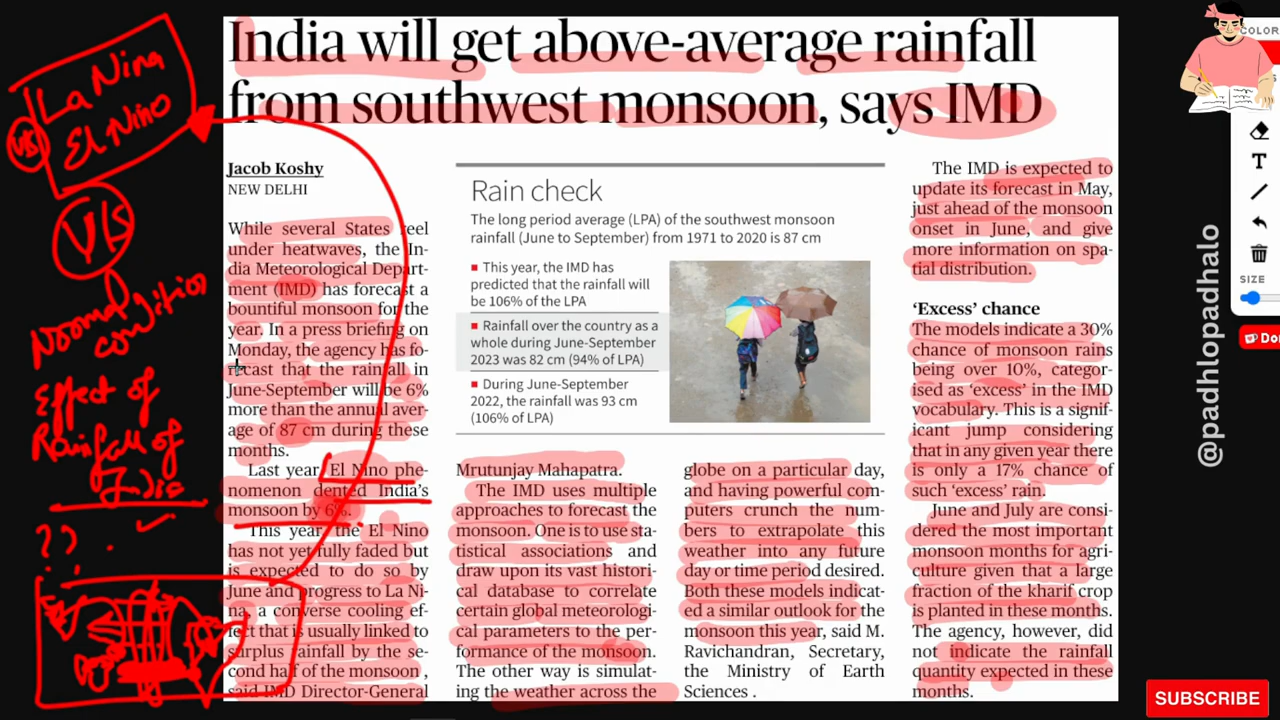 India will get above-average rainfall
from southwest monsoon, says IMD
La Nina
VS
El Nino
V/s
Normal conditions
Effect of
Rainfall of
India
??
Jacob Koshy
NEW DELHI
While several States reel
under heatwaves, the In-
dia Meteorological Depart-
ment (IMD) has forecast a
bountiful monsoon for the
year. In a press briefing on
Monday, the agency has fo-
recast that the rainfall in
June-September will be 6%
more than the annual aver-
age of 87 cm during these
months.
Last year, El Nino phe-
nomenon dented India's
monsoon by 6%.
This year, the El Nino
has not yet fully faded but
is expected to do so by
June and progress to La Ni-
na, a converse cooling ef-
fect that is usually linked to
surplus rainfall by the se-
cond half of the monsoon ,
said IMD Director-General
Rain check
The long period average (LPA) of the southwest monsoon
rainfall (June to September) from 1971 to 2020 is 87 cm
This year, the IMD has
predicted that the rainfall will
be 106% of the LPA
Rainfall over the country as a
whole during June-September
2023 was 82 cm (94% of LPA)
During June-September
2022, the rainfall was 93 cm
(106% of LPA)
Mrutunjay Mahapatra.
The IMD uses multiple
approaches to forecast the
monsoon. One is to use sta-
tistical associations and
draw upon its vast histori-
cal database to correlate
certain global meteorologi-
cal parameters to the per-
formance of the monsoon.
The other way is simulat-
ing the weather across the
globe on a particular day,
and having powerful com-
puters crunch the num-
bers to extrapolate this
weather into any future
day or time period desired.
Both these models indicat-
ed a similar outlook for the
monsoon this year, said M.
Ravichandran, Secretary,
the Ministry of Earth
Sciences .
The IMD is expected to
update its forecast in May,
just ahead of the monsoon
onset in June, and give
more information on spa-
tial distribution.
'Excess' chance
The models indicate a 30%
chance of monsoon rains
being over 10%, categor-
ised as 'excess' in the IMD
vocabulary. This is a signif-
icant jump considering
that in any given year there
is only a 17% chance of
such 'excess' rain.
June and July are consi-
dered the most important
monsoon months for agri-
culture given that a large
fraction of the kharif crop
is planted in these months.
The agency, however, did
not indicate the rainfall
quantity expected in these
months.
@padhlopadhalo
COLOR
T
SIZE
Do
SUBSCRIBE